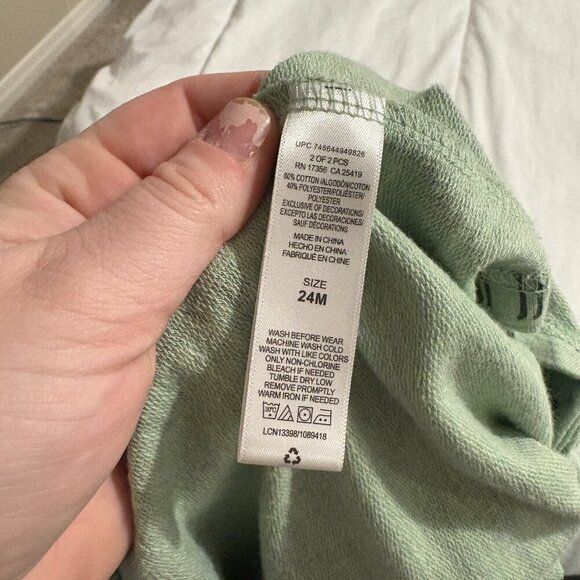 UPC 748644949826
2 OF 2 PCS
RN 17356 CA 25419
60% COTTON/ALGODÓN/COTON
40% POLYESTER/POLIÉSTER/
POLYESTER
EXCLUSIVE OF DECORATIONS/
EXCEPTO LAS DECORACIONES/
SAUF DÉCORATIONS
MADE IN CHINA
HECHO EN CHINA
FABRIQUÉ EN CHINE
SIZE
24M
WASH BEFORE WEAR
MACHINE WASH COLD
WASH WITH LIKE COLORS
ONLY NON-CHLORINE
BLEACH IF NEEDED
TUMBLE DRY LOW
REMOVE PROMPTLY
WARM IRON IF NEEDED
30°C
LCN13398/1089418